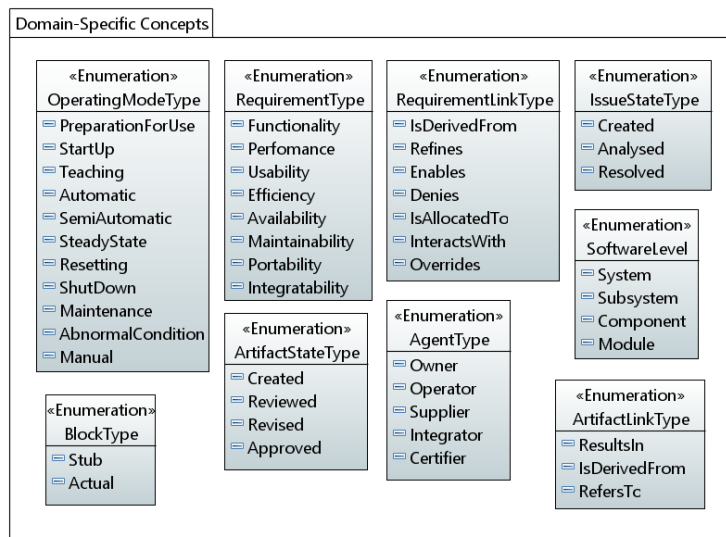 Domain-Specific Concepts
«Enumeration»
OperatingModeType
PreparationForUse
StartUp
Teaching
Automatic
SemiAutomatic
SteadyState
Resetting
ShutDown
Maintenance
AbnormalCondition
Manual
«Enumeration»
RequirementType
Functionality
Perfomance
Usability
Efficiency
Availability
Maintainability
Portability
Integratability
«Enumeration»
RequirementLinkType
IsDerivedFrom
Refines
Enables
Denies
IsAllocatedTo
InteractsWith
Overrides
«Enumeration»
IssueStateType
Created
Analysed
Resolved
«Enumeration»
SoftwareLevel
System
Subsystem
Component
Module
«Enumeration»
ArtifactStateType
Created
Reviewed
Revised
Approved
«Enumeration»
AgentType
Owner
Operator
Supplier
Integrator
Certifier
«Enumeration»
BlockType
Stub
Actual
«Enumeration»
ArtifactLinkType
ResultsIn
IsDerivedFrom
RefersTc